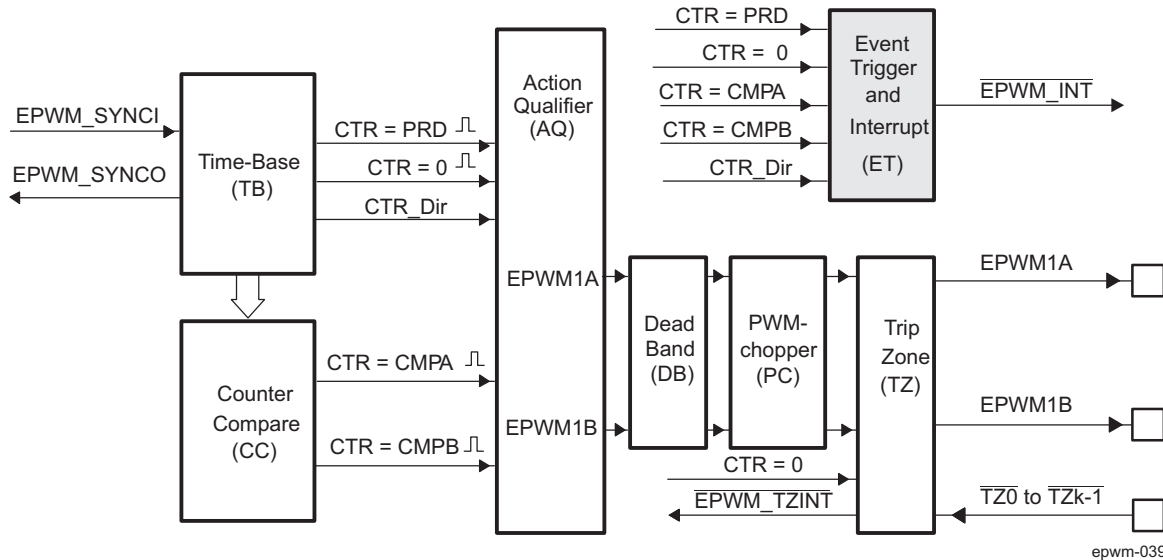 EPWM_SYNCI
EPWM_SYNCO
Time-Base
(TB)
CTR = PRD
CTR = 0
CTR_Dir
Counter
Compare
(CC)
CTR = CMPA
CTR = CMPB
Action
Qualifier
(AQ)
EPWM1A
EPWM1B
CTR = PRD
CTR = 0
CTR = CMPA
CTR = CMPB
CTR_Dir
Event
Trigger
and
Interrupt
(ET)
EPWM_INT
Dead
Band
(DB)
PWM-
chopper
(PC)
Trip
Zone
(TZ)
CTR = 0
EPWM_TZINT
EPWM1A
EPWM1B
TZ0 to TZk-1
epwm-039